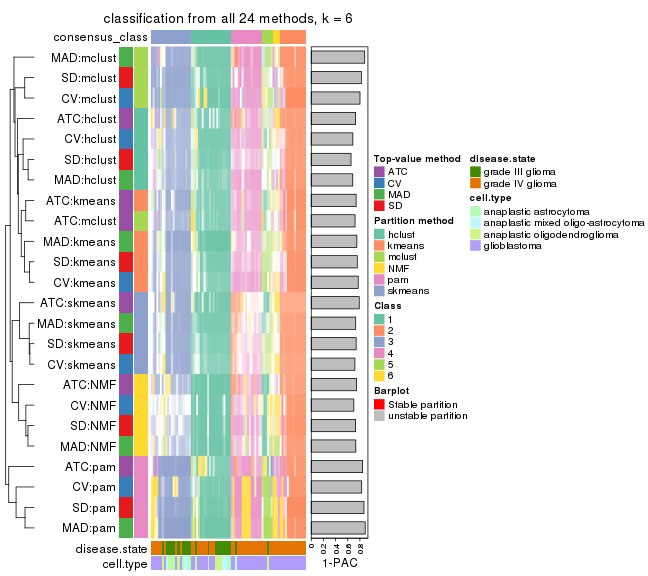 classification from all 24 methods, k = 6
consensus_class
MAD:mclust
SD:mclust
CV:mclust
ATC:hclust
CV:hclust
SD:hclust
MAD:hclust
ATC:kmeans
ATC:mclust
MAD:kmeans
SD:kmeans
CV:kmeans
ATC:skmeans
MAD:skmeans
SD:skmeans
CV:skmeans
ATC:NMF
CV:NMF
SD:NMF
MAD:NMF
ATC:pam
CV:pam
SD:pam
MAD:pam
disease.state
cell.type
0
0.2
0.4
0.6
0.8
1-PAC
Top-value method
ATC
CV
MAD
SD
Partition method
hclust
kmeans
mclust
NMF
pam
skmeans
Class
1
2
3
4
5
6
Barplot
Stable partition
unstable partition
disease.state
grade III glioma
grade IV glioma
cell.type
anaplastic astrocytoma
anaplastic mixed oligo-astrocytoma
anaplastic oligodendroglioma
glioblastoma